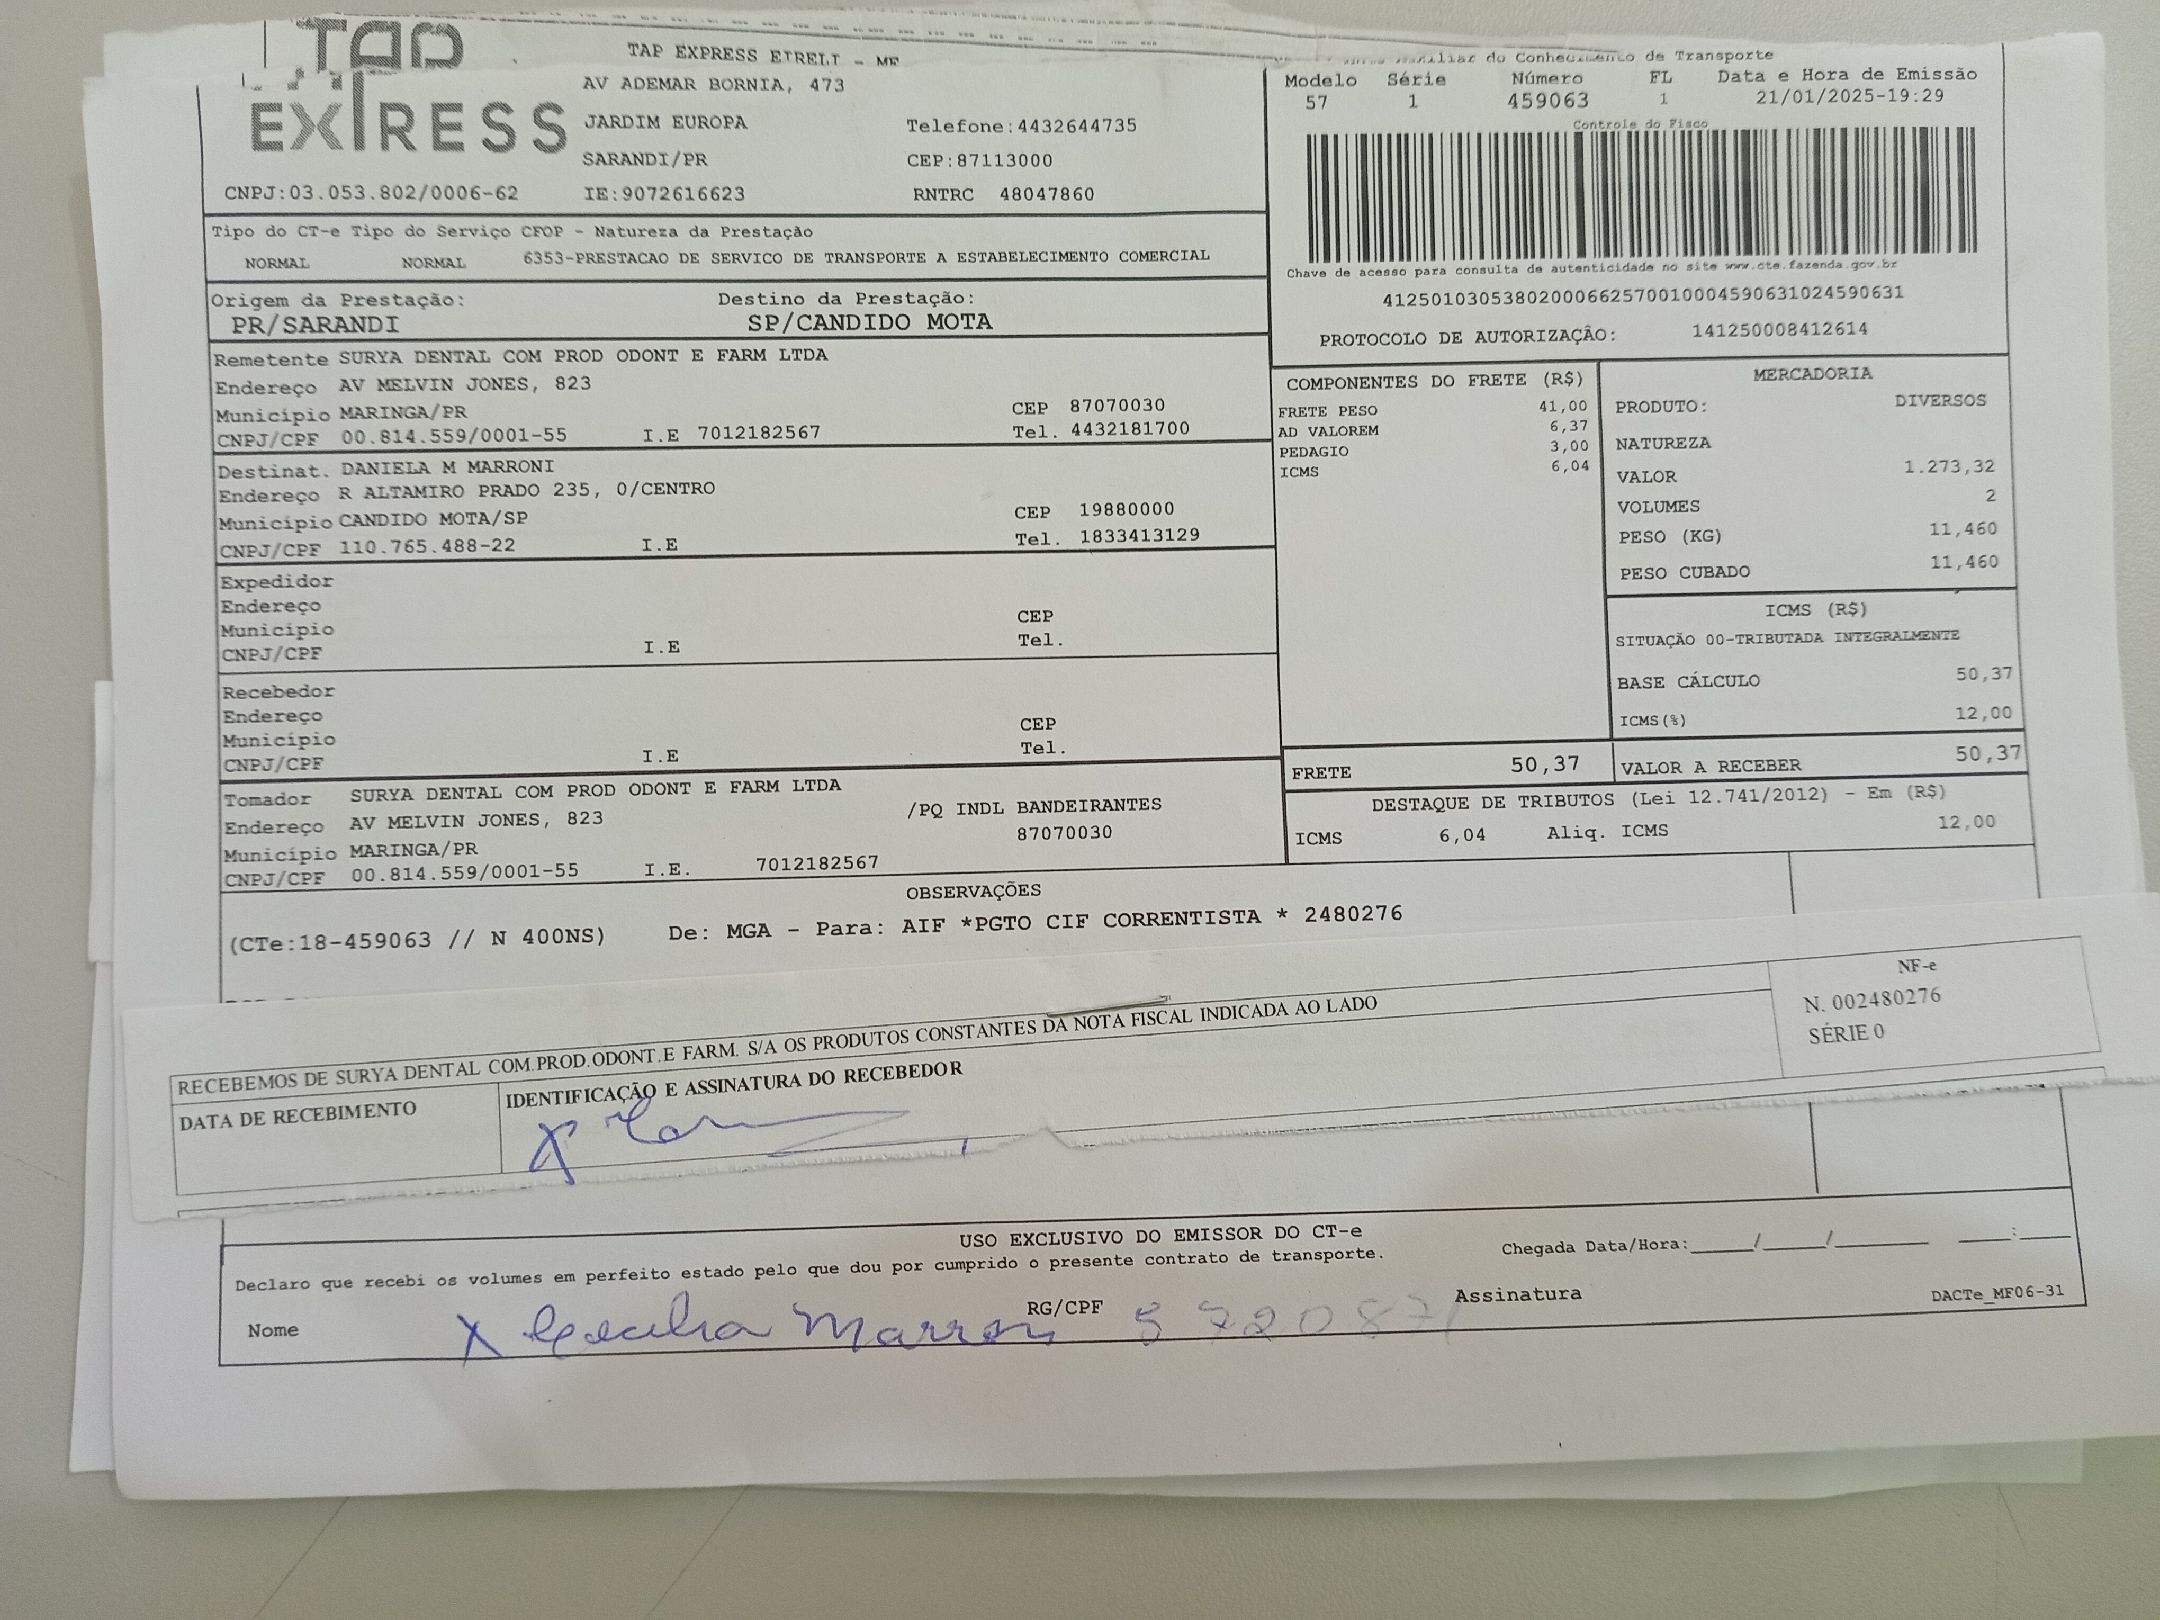 TAP
EXPRESS
TAP EXPRESS EIRELI - ME
AV ADEMAR BORNIA, 473
JARDIM EUROPA Telefone:4432644735
SARANDI/PR CEP:87113000
CNPJ:03.053.802/0006-62 IE:9072616623 RNTRC 48047860
do Conhecimento de Transporte
Modelo Série Número FL Data e Hora de Emissão
57 1 459063 1 21/01/2025-19:29
Controle do Fisco
Chave de acesso para consulta de autenticidade no site www.cte.fazenda.gov.br
41250103053802000662570010004590631024590631
PROTOCOLO DE AUTORIZAÇÃO: 141250008412614
Tipo do CT-e Tipo do Serviço CFOP - Natureza da Prestação
NORMAL NORMAL 6353-PRESTACAO DE SERVICO DE TRANSPORTE A ESTABELECIMENTO COMERCIAL
Origem da Prestação: Destino da Prestação:
PR/SARANDI SP/CANDIDO MOTA
Remetente SURYA DENTAL COM PROD ODONT E FARM LTDA
Endereço AV MELVIN JONES, 823
Município MARINGA/PR CEP 87070030
CNPJ/CPF 00.814.559/0001-55 I.E 7012182567 Tel. 4432181700
Destinat. DANIELA M MARRONI
Endereço R ALTAMIRO PRADO 235, 0/CENTRO
Município CANDIDO MOTA/SP CEP 19880000
CNPJ/CPF 110.765.488-22 I.E Tel. 1833413129
Expedidor
Endereço
Município CEP
CNPJ/CPF I.E Tel.
Recebedor
Endereço
Município CEP
CNPJ/CPF I.E Tel.
Tomador SURYA DENTAL COM PROD ODONT E FARM LTDA
Endereço AV MELVIN JONES, 823 /PQ INDL BANDEIRANTES
Município MARINGA/PR 87070030
CNPJ/CPF 00.814.559/0001-55 I.E. 7012182567
COMPONENTES DO FRETE (R$)
FRETE PESO 41,00
AD VALOREM 6,37
PEDAGIO 3,00
ICMS 6,04
MERCADORIA
PRODUTO: DIVERSOS
NATUREZA
VALOR 1.273,32
VOLUMES 2
PESO (KG) 11,460
PESO CUBADO 11,460
ICMS (R$)
SITUAÇÃO 00-TRIBUTADA INTEGRALMENTE
BASE CÁLCULO 50,37
ICMS(%) 12,00
FRETE 50,37 VALOR A RECEBER 50,37
DESTAQUE DE TRIBUTOS (Lei 12.741/2012) - Em (R$)
ICMS 6,04 Aliq. ICMS 12,00
OBSERVAÇÕES
(CTe:18-459063 // N 400NS) De: MGA - Para: AIF *PGTO CIF CORRENTISTA * 2480276
RECEBEMOS DE SURYA DENTAL COM.PROD.ODONT.E FARM. S/A OS PRODUTOS CONSTANTES DA NOTA FISCAL INDICADA AO LADO
DATA DE RECEBIMENTO IDENTIFICAÇÃO E ASSINATURA DO RECEBEDOR
NF-e
N. 002480276
SÉRIE 0
X
USO EXCLUSIVO DO EMISSOR DO CT-e
Declaro que recebi os volumes em perfeito estado pelo que dou por cumprido o presente contrato de transporte. Chegada Data/Hora:_____/_____/_______ ____:____
Nome X Marroni RG/CPF Assinatura DACTe_MF06-31